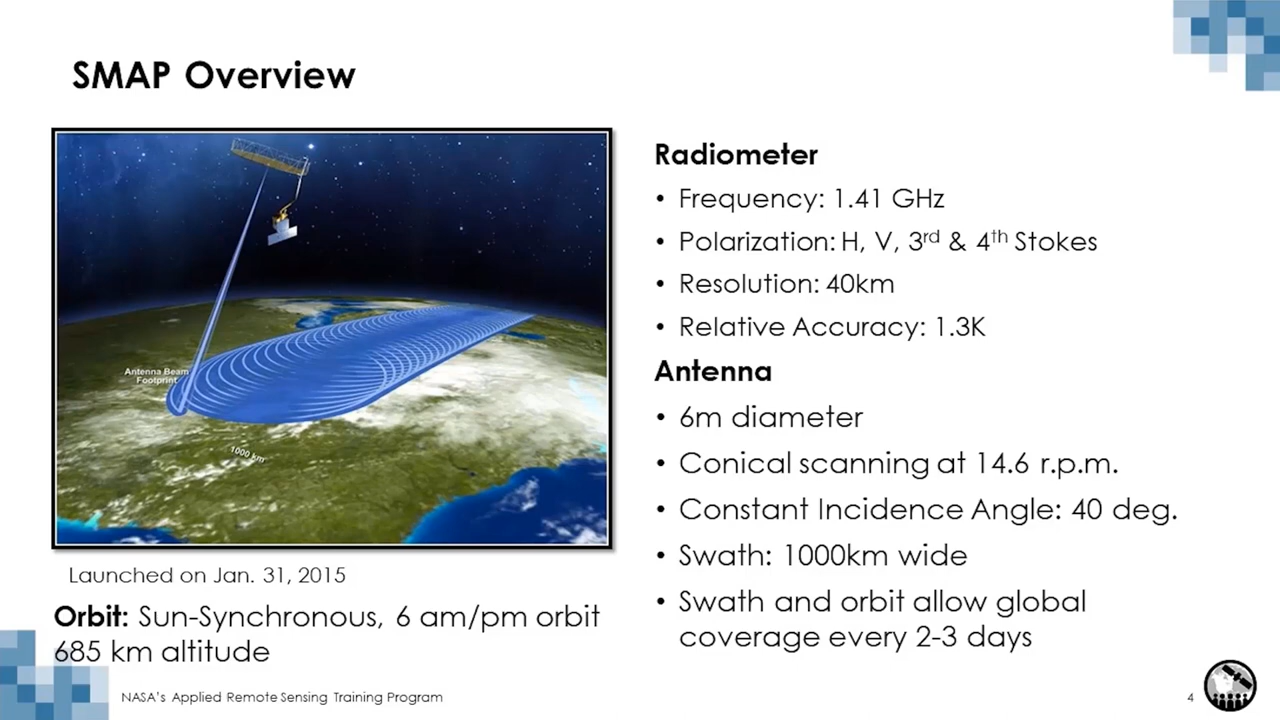 SMAP Overview
Antenna Beam
Footprint
1000 km
Launched on Jan. 31, 2015
Orbit: Sun-Synchronous, 6 am/pm orbit
685 km altitude
Radiometer
• Frequency: 1.41 GHz
• Polarization: H, V, 3rd & 4th Stokes
• Resolution: 40km
• Relative Accuracy: 1.3K
Antenna
• 6m diameter
• Conical scanning at 14.6 r.p.m.
• Constant Incidence Angle: 40 deg.
• Swath: 1000km wide
• Swath and orbit allow global
coverage every 2-3 days
NASA's Applied Remote Sensing Training Program
4